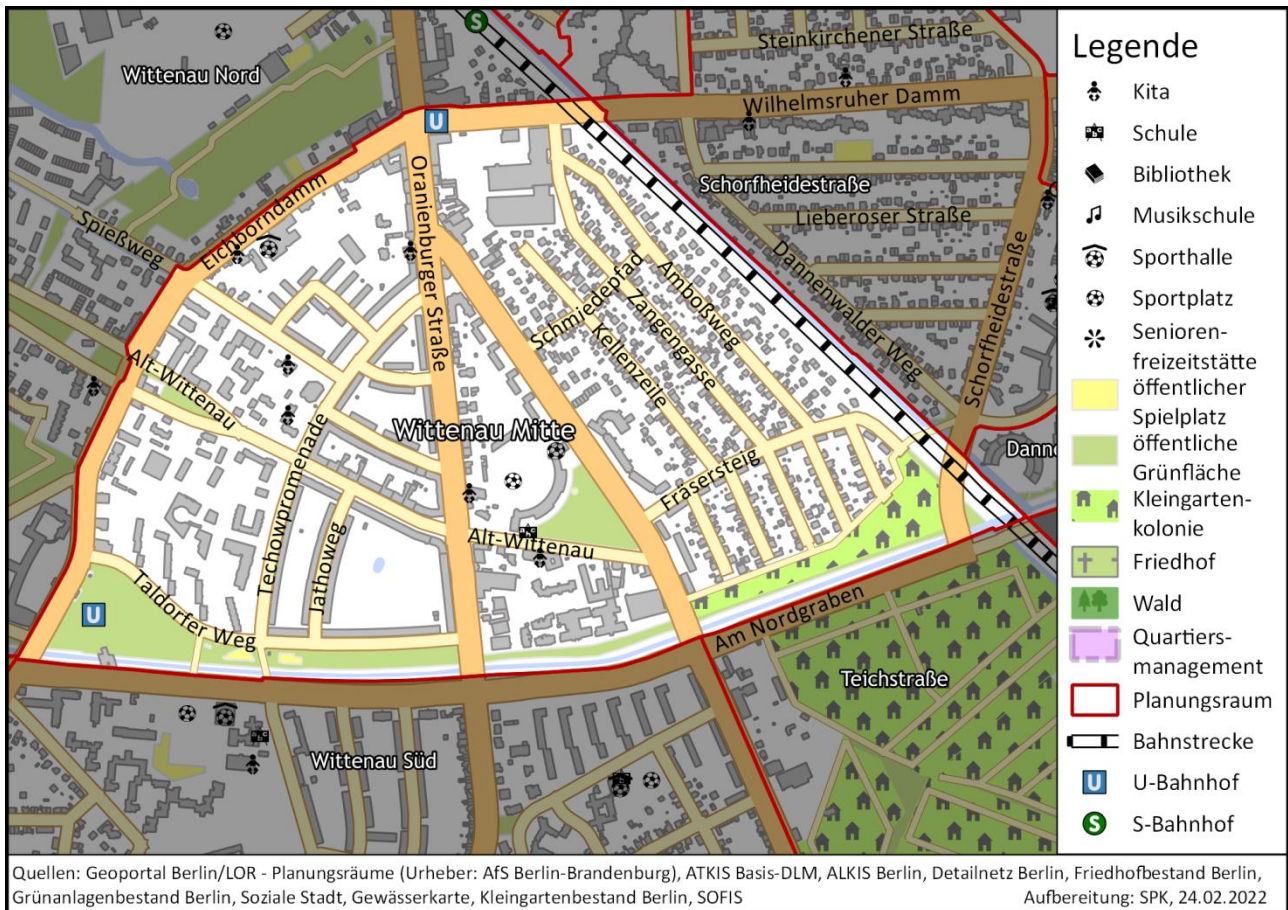 Wittenau Nord
S
Steinkirchener Straße
Wilhelmsruher Damm
U
Oranienburger Straße
Eichborndamm
Spießweg
Schorfheidestraße
Lieberoser Straße
Dannenwalder Weg
Schorfheidestraße
Amboßweg
Schmiedepfad
Zangengasse
Kellenzeile
Alt-Wittenau
Wittenau Mitte
Techowpromenade
Fräsersteig
Danne
Jathoweg
Alt-Wittenau
Taldorfer Weg
U
Am Nordgraben
Teichstraße
Wittenau Süd
Legende
Kita
Schule
Bibliothek
Musikschule
Sporthalle
Sportplatz
Senioren-
freizeitstätte
öffentlicher
Spielplatz
öffentliche
Grünfläche
Kleingarten-
kolonie
Friedhof
Wald
Quartiers-
management
Planungsraum
Bahnstrecke
U U-Bahnhof
S S-Bahnhof
Quellen: Geoportal Berlin/LOR - Planungsräume (Urheber: AfS Berlin-Brandenburg), ATKIS Basis-DLM, ALKIS Berlin, Detailnetz Berlin, Friedhofbestand Berlin,
Grünanlagenbestand Berlin, Soziale Stadt, Gewässerkarte, Kleingartenbestand Berlin, SOFIS Aufbereitung: SPK, 24.02.2022